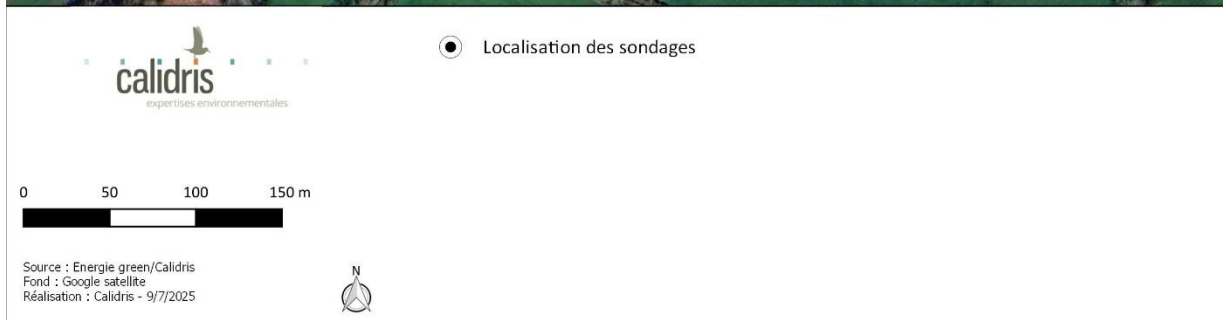 calidris
expertises environnementales
Localisation des sondages
0 50 100 150 m
Source : Energie green/Calidris
Fond : Google satellite
Réalisation : Calidris - 9/7/2025
N